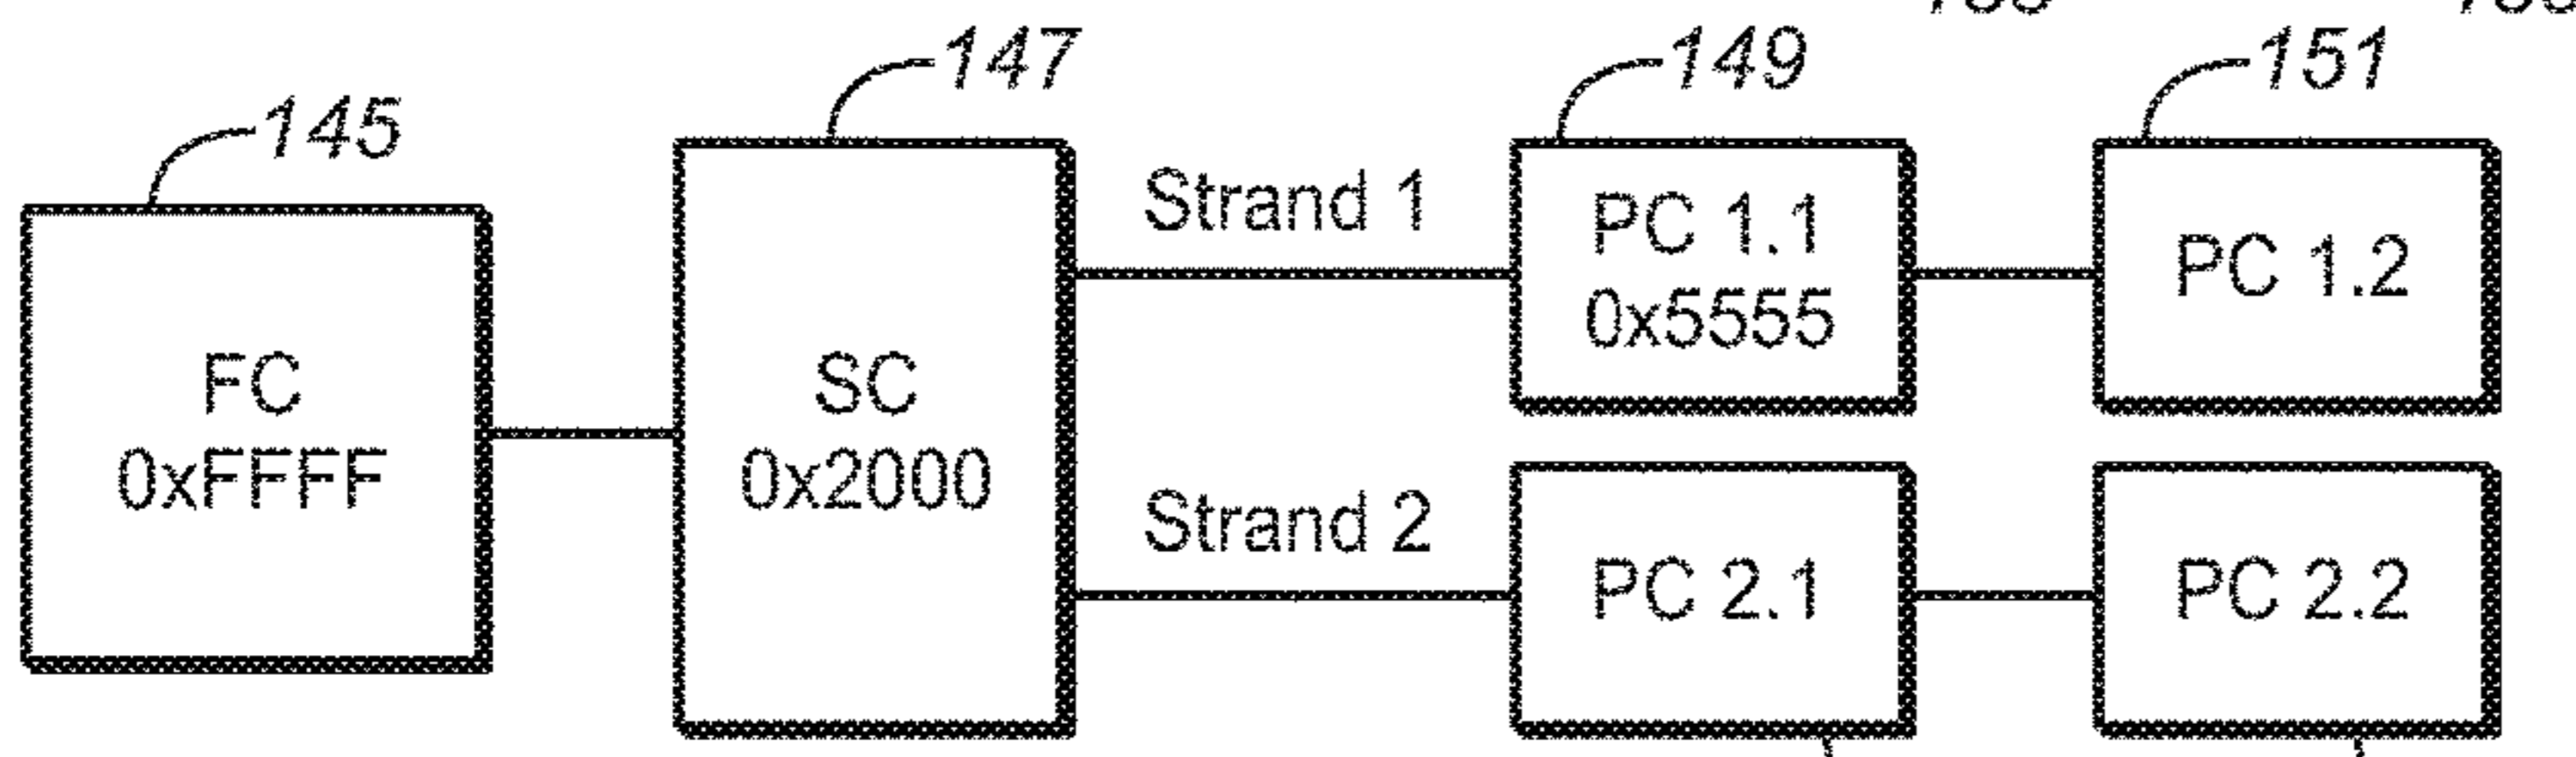 147
149
151
145
Strand 1
PC 1.1
0x5555
PC 1.2
FC
0xFFFF
SC
0x2000
Strand 2
PC 2.1
PC 2.2